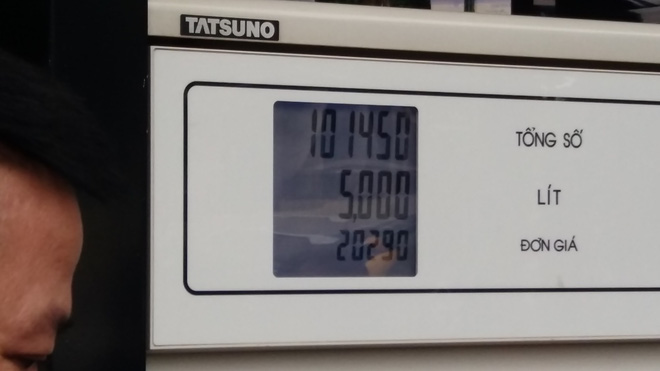 TATSUNO
101450 TỔNG SỐ
5,000 LÍT
20290 ĐƠN GIÁ